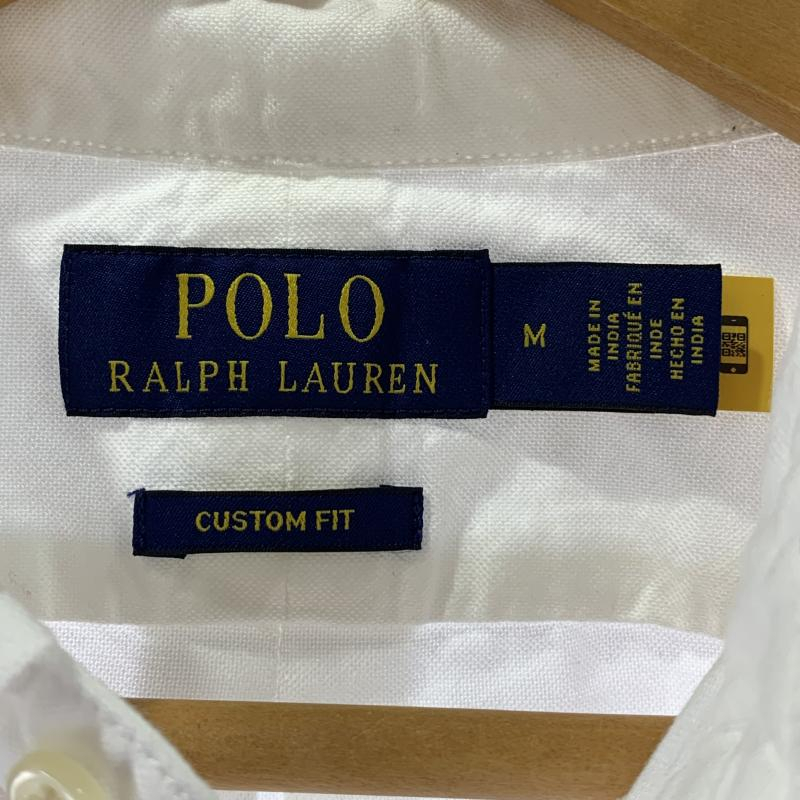 POLO
RALPH LAUREN
M
MADE IN
INDIA
FABRIQUÉ EN
INDE
HECHO EN
INDIA
CUSTOM FIT